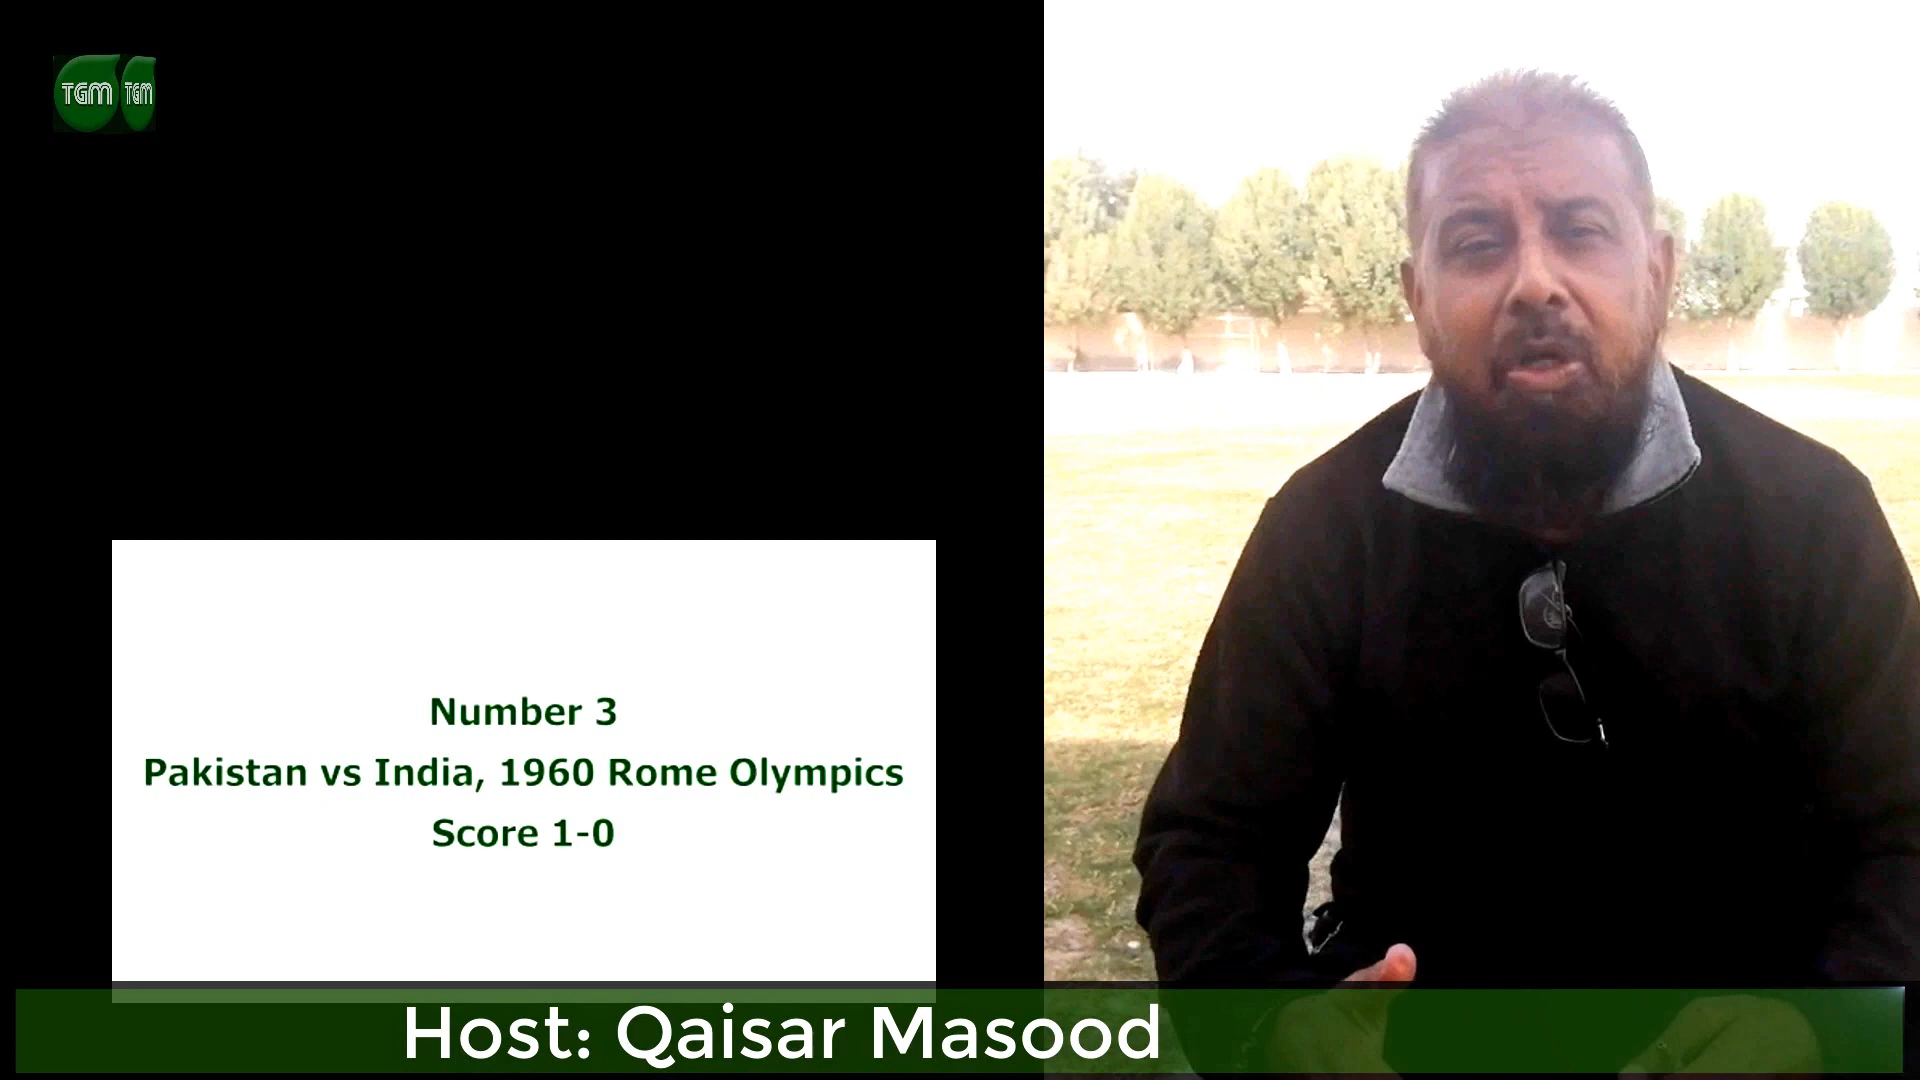 TGM TGM
Number 3
Pakistan vs India, 1960 Rome Olympics
Score 1-0
Host: Qaisar Masood